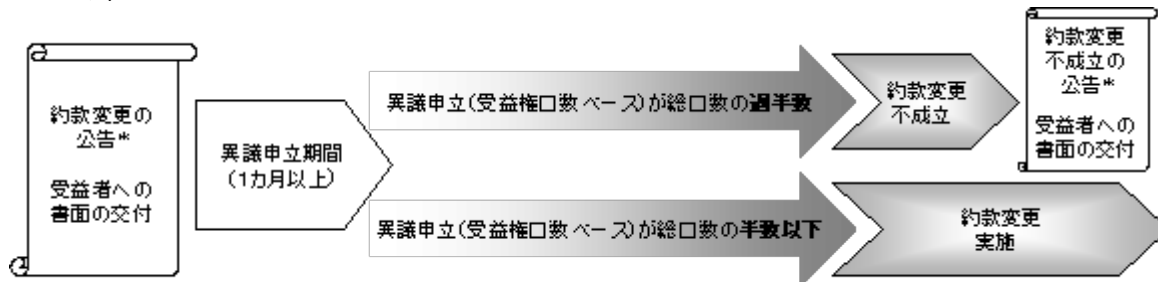 約款変更の
公告*
受益者への
書面の交付
異議申立期間
(1カ月以上)
異議申立(受益権口数ベース)が総口数の過半数
約款変更
不成立
約款変更
不成立の
公告*
受益者への
書面の交付
異議申立(受益権口数ベース)が総口数の半数以下
約款変更
実施